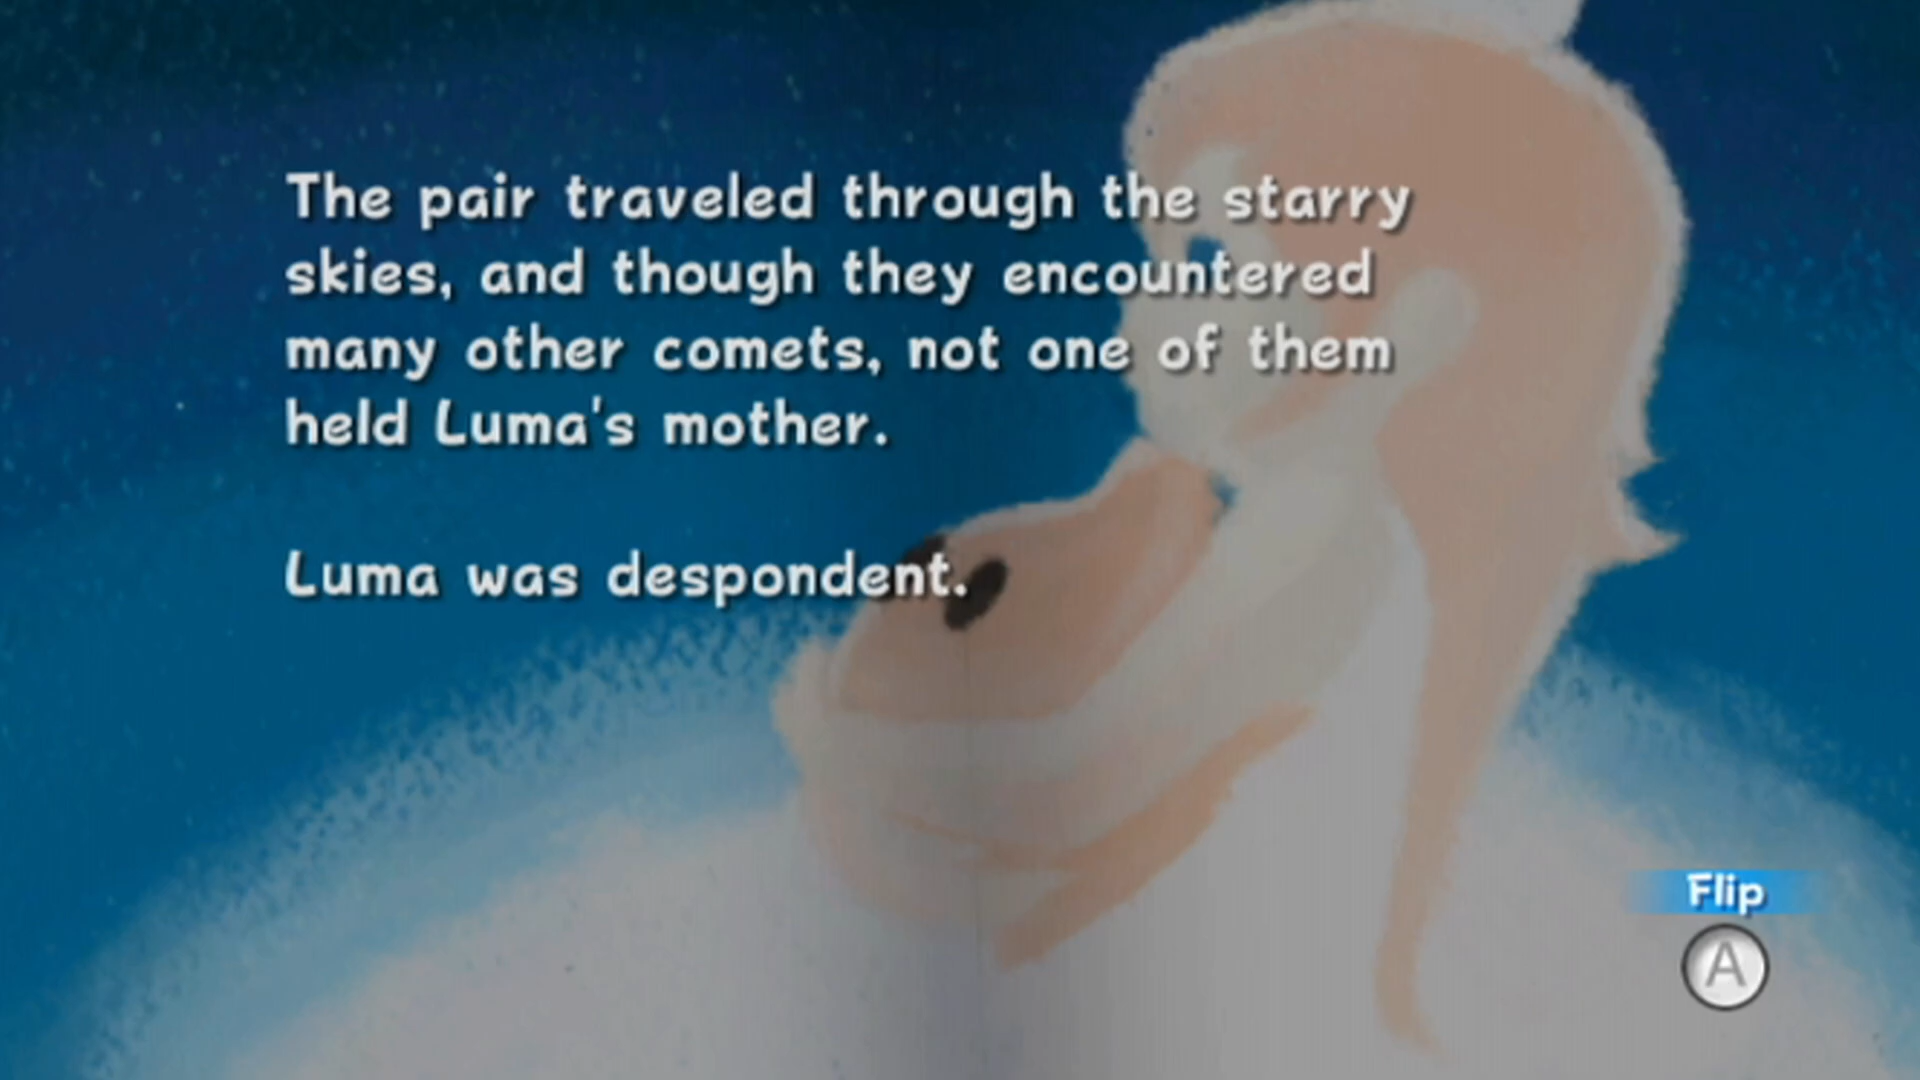 The pair traveled through the starry
skies, and though they encountered
many other comets, not one of them
held Luma's mother.
Luma was despondent.
Flip
A